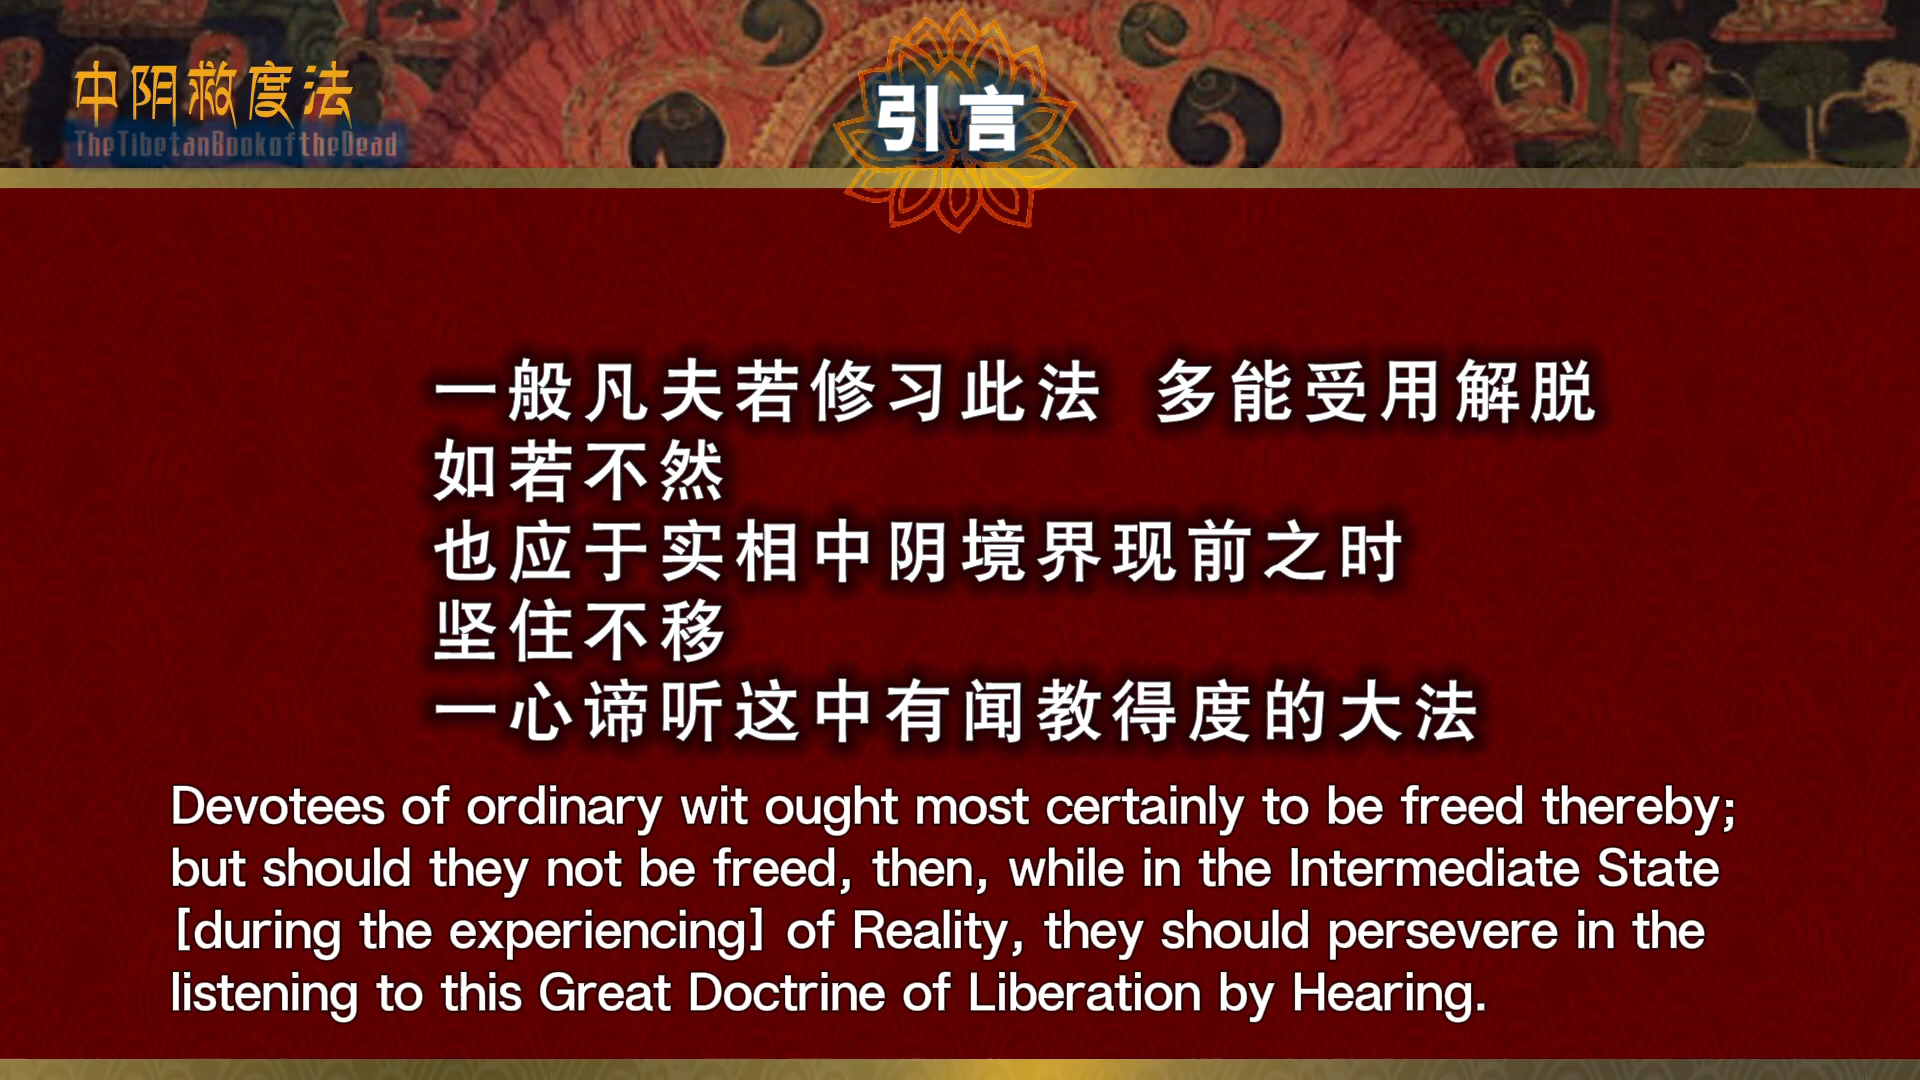 中阴救度法
TheTibetanBookoftheDead
引言
一般凡夫若修习此法 多能受用解脱
如若不然
也应于实相中阴境界现前之时
坚住不移
一心谛听这中有闻教得度的大法
Devotees of ordinary wit ought most certainly to be freed thereby;
but should they not be freed, then, while in the Intermediate State
[during the experiencing] of Reality, they should persevere in the
listening to this Great Doctrine of Liberation by Hearing.